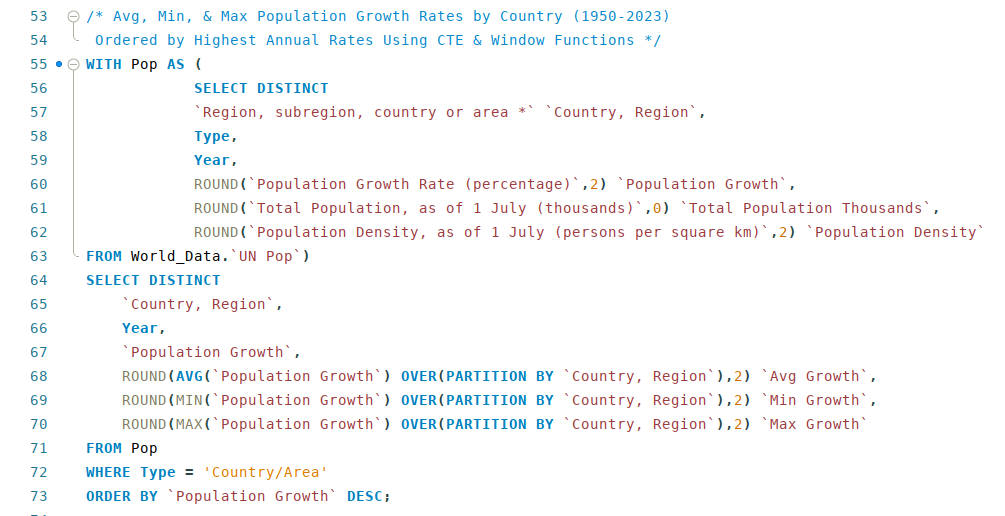 53 /* Avg, Min, & Max Population Growth Rates by Country (1950-2023)
54 Ordered by Highest Annual Rates Using CTE & Window Functions */
55 WITH Pop AS (
56 SELECT DISTINCT
57 `Region, subregion, country or area *` `Country, Region`,
58 Type,
59 Year,
60 ROUND(`Population Growth Rate (percentage)`,2) `Population Growth`,
61 ROUND(`Total Population, as of 1 July (thousands)`,0) `Total Population Thousands`,
62 ROUND(`Population Density, as of 1 July (persons per square km)`,2) `Population Density`
63 FROM World_Data.`UN Pop`)
64 SELECT DISTINCT
65 `Country, Region`,
66 Year,
67 `Population Growth`,
68 ROUND(AVG(`Population Growth`) OVER(PARTITION BY `Country, Region`),2) `Avg Growth`,
69 ROUND(MIN(`Population Growth`) OVER(PARTITION BY `Country, Region`),2) `Min Growth`,
70 ROUND(MAX(`Population Growth`) OVER(PARTITION BY `Country, Region`),2) `Max Growth`
71 FROM Pop
72 WHERE Type = 'Country/Area'
73 ORDER BY `Population Growth` DESC;